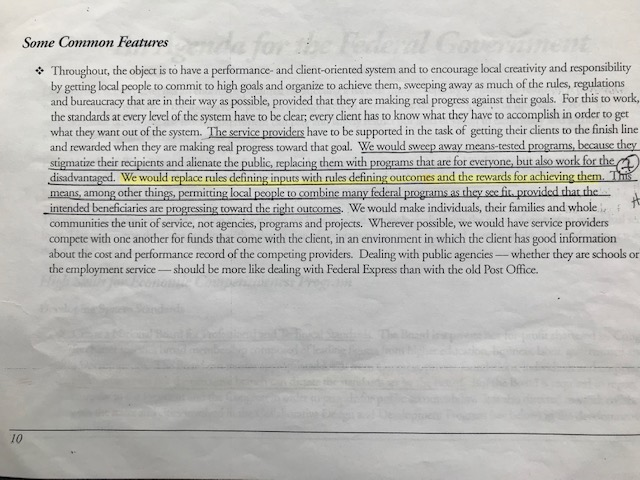 Some Common Features
❖ Throughout, the object is to have a performance- and client-oriented system and to encourage local creativity and responsibility
by getting local people to commit to high goals and organize to achieve them, sweeping away as much of the rules, regulations
and bureaucracy that are in their way as possible, provided that they are making real progress against their goals. For this to work,
the standards at every level of the system have to be clear; every client has to know what they have to accomplish in order to get
what they want out of the system. The service providers have to be supported in the task of getting their clients to the finish line
and rewarded when they are making real progress toward that goal. We would sweep away means-tested programs, because they
stigmatize their recipients and alienate the public, replacing them with programs that are for everyone, but also work for the
disadvantaged. We would replace rules defining inputs with rules defining outcomes and the rewards for achieving them. This
means, among other things, permitting local people to combine many federal programs as they see fit, provided that the
intended beneficiaries are progressing toward the right outcomes. We would make individuals, their families and whole
communities the unit of service, not agencies, programs and projects. Wherever possible, we would have service providers
compete with one another for funds that come with the client, in an environment in which the client has good information
about the cost and performance record of the competing providers. Dealing with public agencies — whether they are schools or
the employment service — should be more like dealing with Federal Express than with the old Post Office.
10